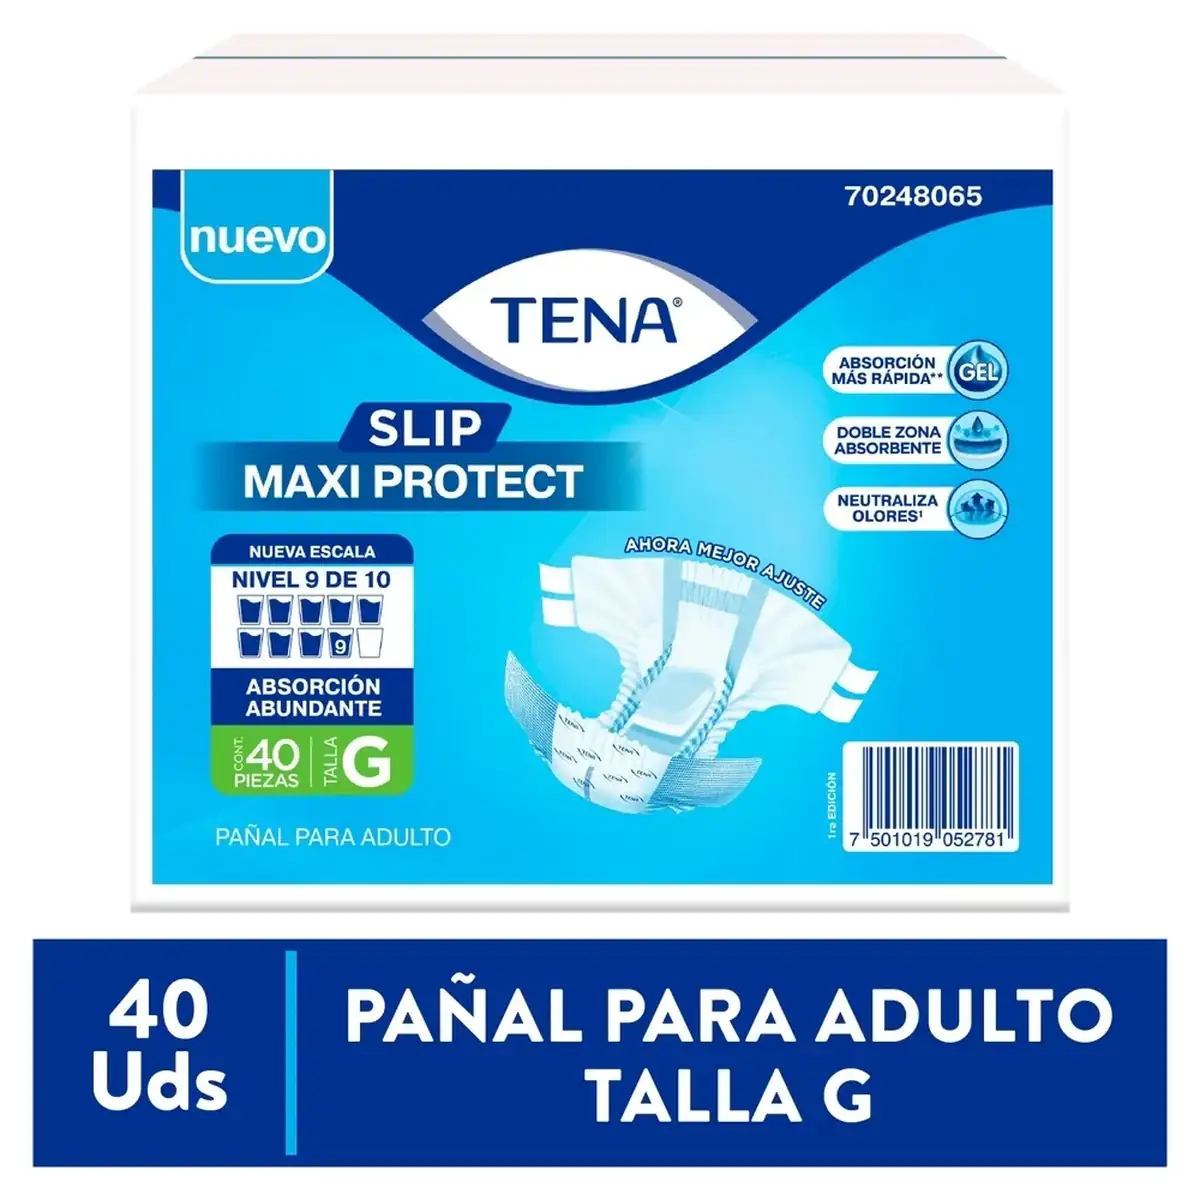 nuevo
70248065
TENA®
SLIP
MAXI PROTECT
ABSORCIÓN
MÁS RÁPIDA**
GEL
DOBLE ZONA
ABSORBENTE
NEUTRALIZA
OLORES¹
NUEVA ESCALA
NIVEL 9 DE 10
9
ABSORCIÓN
ABUNDANTE
CONT.
40
PIEZAS
TALLA
G
PAÑAL PARA ADULTO
AHORA MEJOR AJUSTE
TENA
TENA
1ra EDICIÓN
7 501019 052781
40
Uds
PAÑAL PARA ADULTO
TALLA G